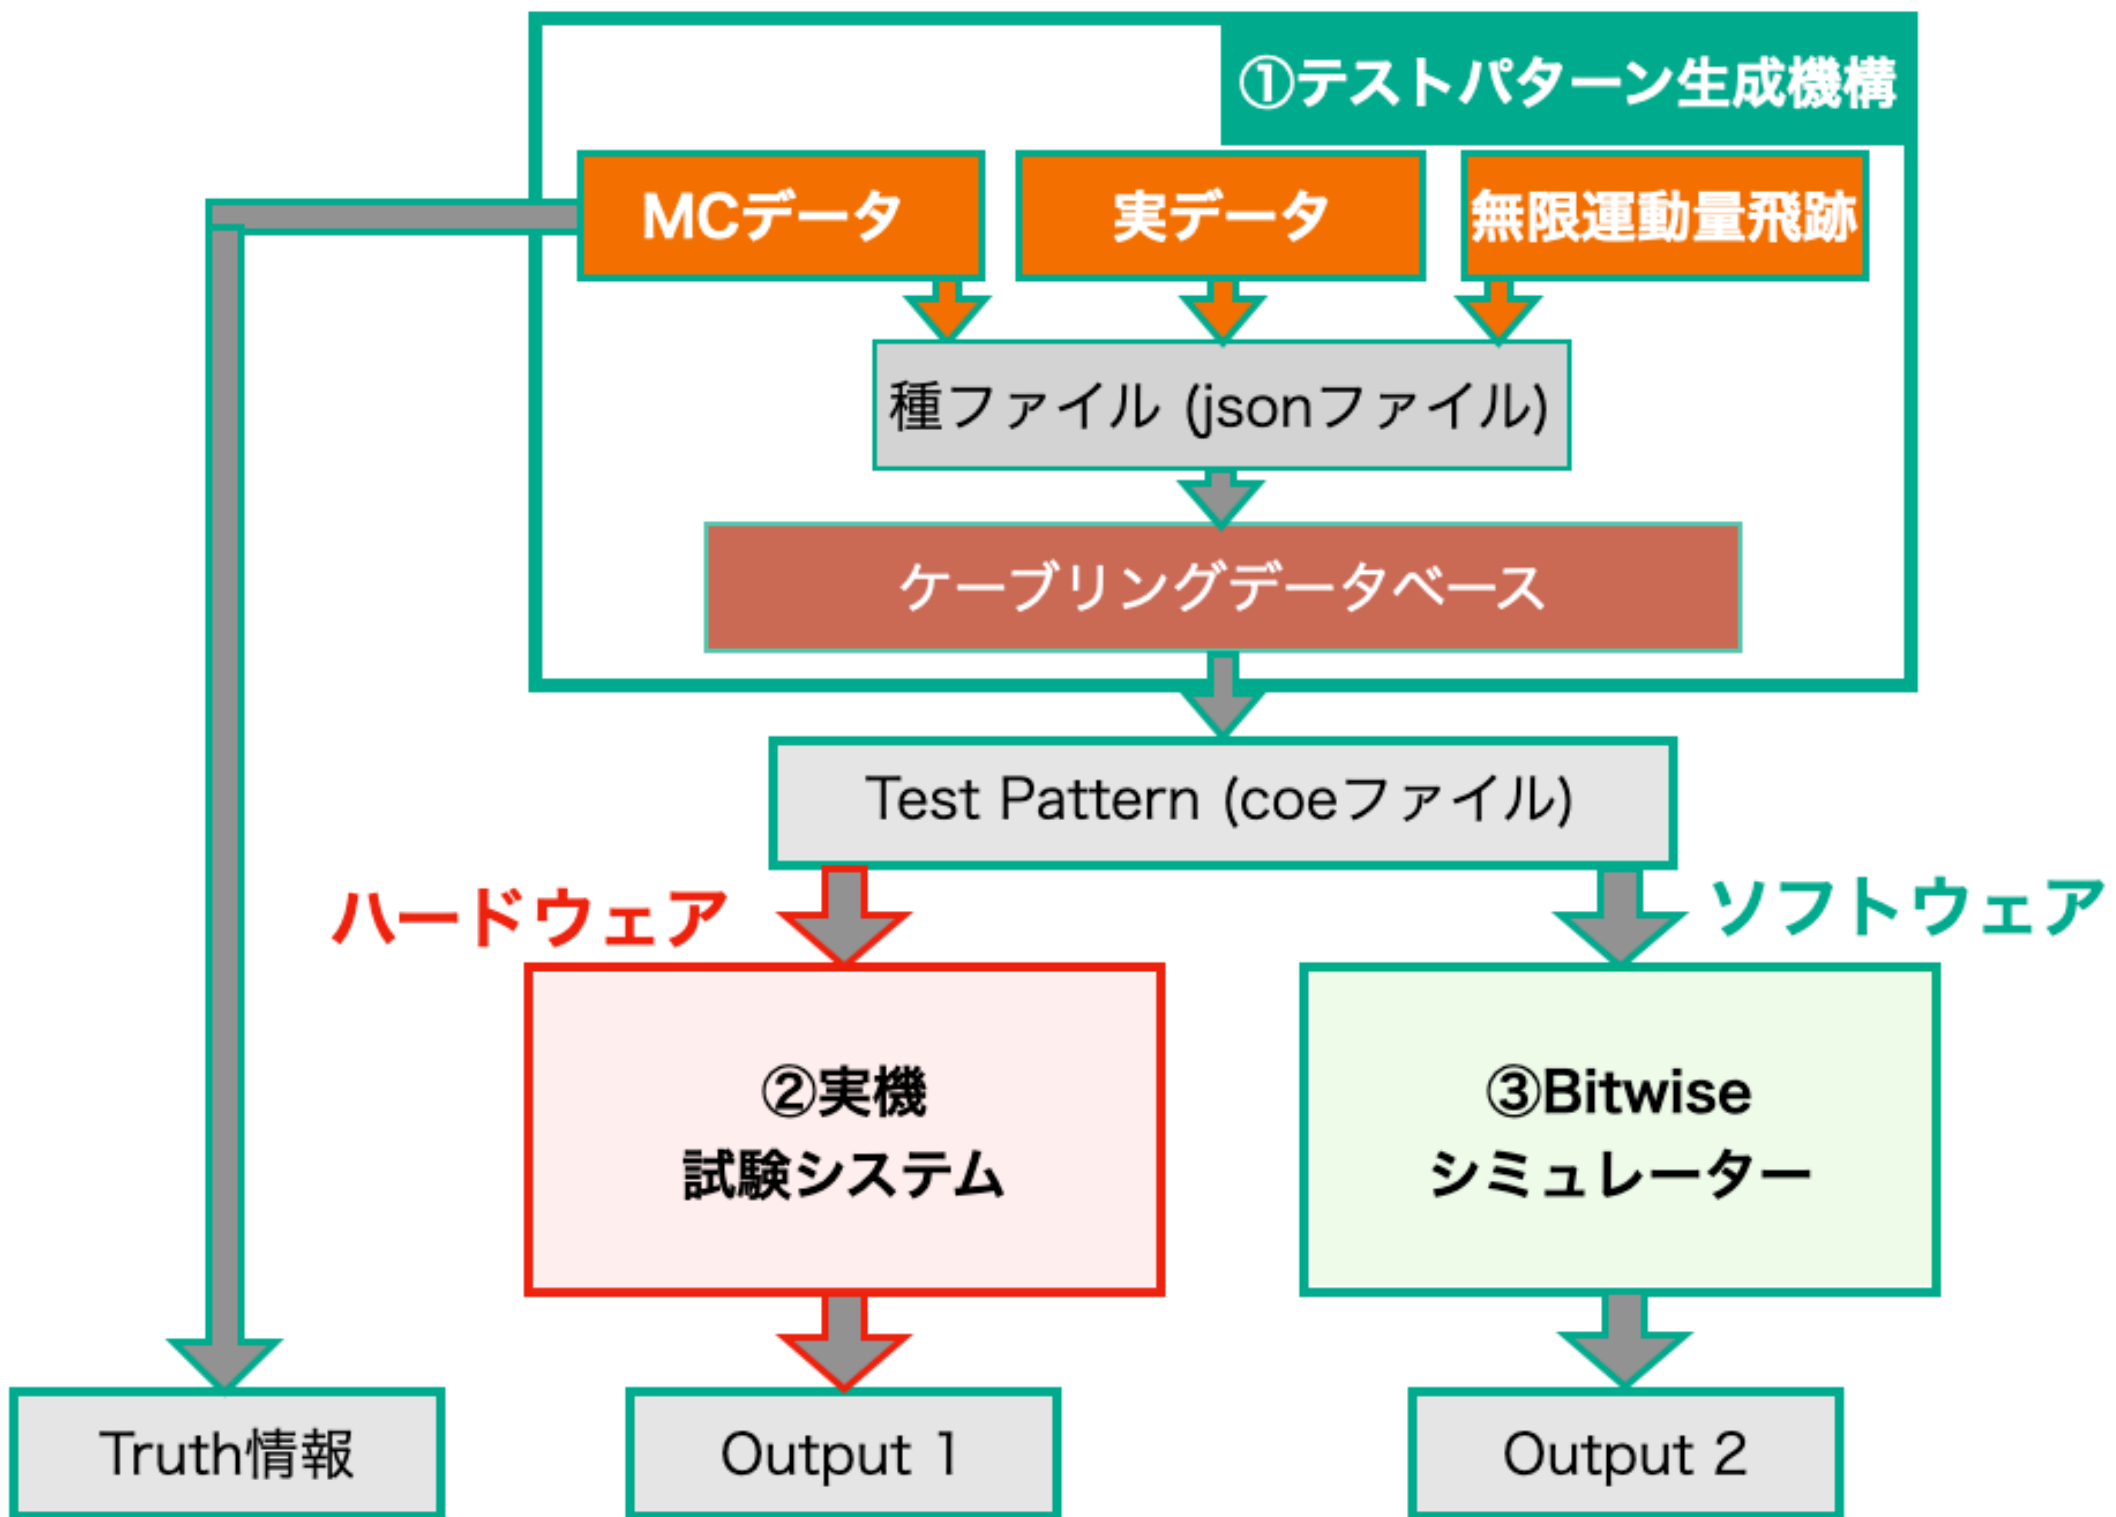 ①テストパターン生成機構
MCデータ
実データ
無限運動量飛跡
種ファイル (jsonファイル)
ケーブリングデータベース
Test Pattern (coeファイル)
ハードウェア
ソフトウェア
②実機
試験システム
③Bitwise
シミュレーター
Truth情報
Output 1
Output 2